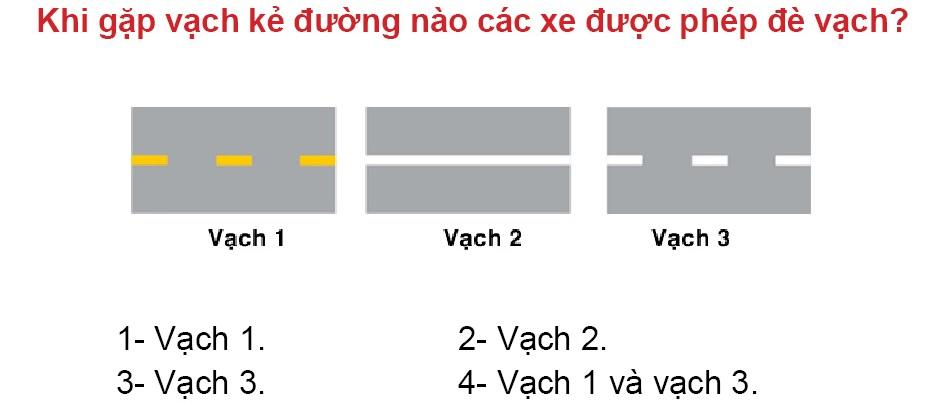 Khi gặp vạch kẻ đường nào các xe được phép đè vạch?
Vạch 1 Vạch 2 Vạch 3
1- Vạch 1. 2- Vạch 2.
3- Vạch 3. 4- Vạch 1 và vạch 3.